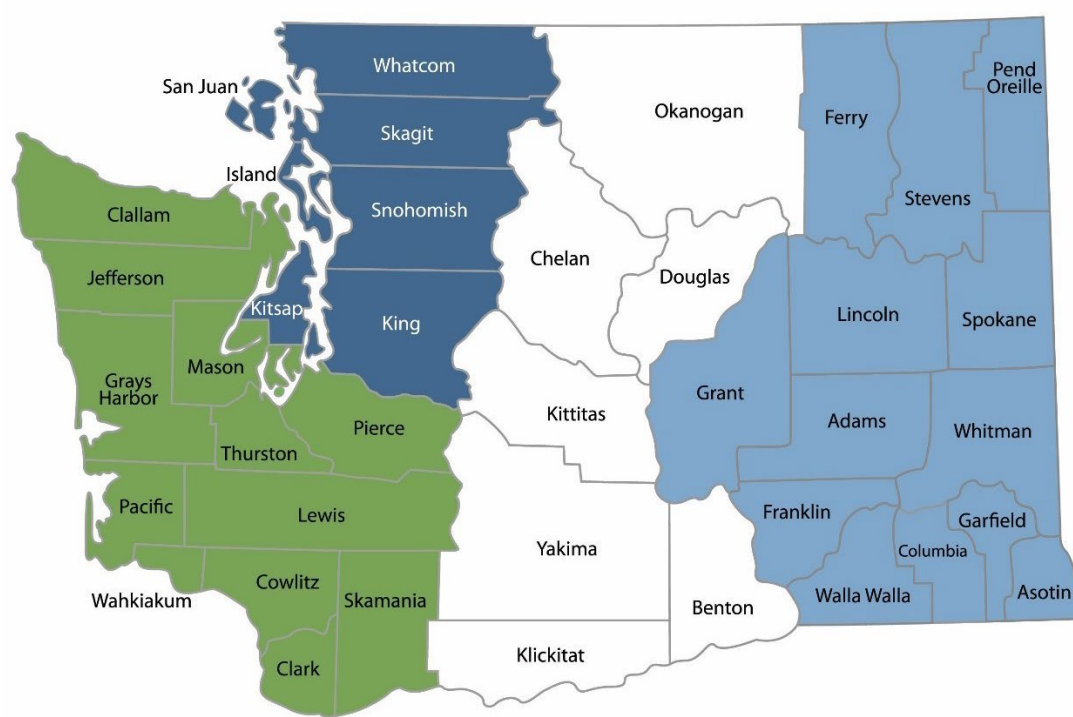 Whatcom
San Juan
Skagit
Island
Snohomish
Clallam
Jefferson
Kitsap
King
Mason
Grays
Harbor
Thurston
Pierce
Pacific
Lewis
Wahkiakum
Cowlitz
Skamania
Clark
Okanogan
Chelan
Douglas
Kittitas
Yakima
Benton
Klickitat
Ferry
Pend
Oreille
Stevens
Lincoln
Spokane
Grant
Adams
Whitman
Franklin
Garfield
Columbia
Walla Walla
Asotin